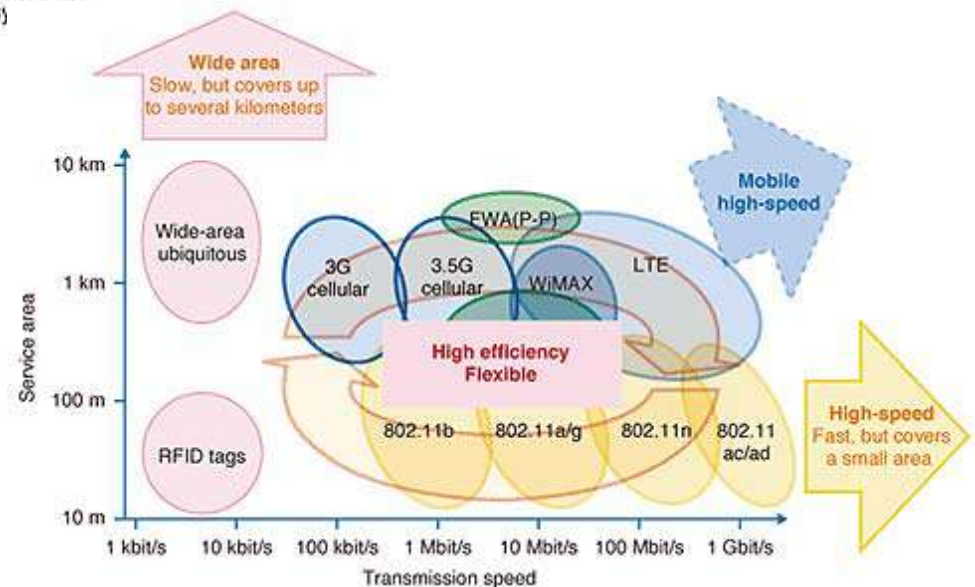 Wide area
Slow, but covers up
to several kilometers
10 km
1 km
100 m
10 m
Service area
Wide-area
ubiquitous
RFID tags
3G
cellular
3.5G
cellular
FWA(P-P)
WiMAX
LTE
Mobile
high-speed
High efficiency
Flexible
802.11b
802.11a/g
802.11n
802.11
ac/ad
High-speed
Fast, but covers
a small area
1 kbit/s
10 kbit/s
100 kbit/s
1 Mbit/s
10 Mbit/s
100 Mbit/s
1 Gbit/s
Transmission speed